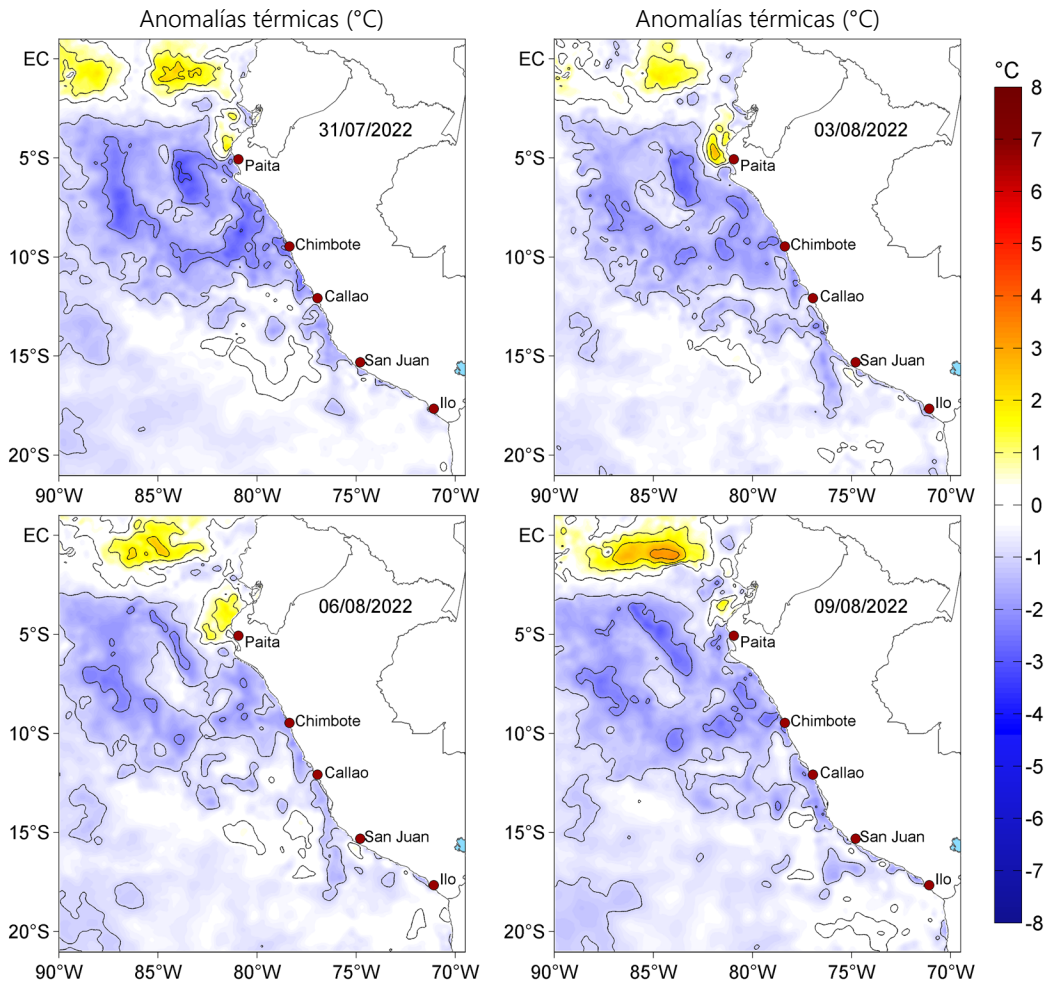 Anomalías térmicas (°C)
Anomalías térmicas (°C)
°C
EC
5°S
10°S
15°S
20°S
31/07/2022
Paita
Chimbote
Callao
San Juan
Ilo
90°W
85°W
80°W
75°W
70°W
EC
5°S
10°S
15°S
20°S
03/08/2022
Paita
Chimbote
Callao
San Juan
Ilo
90°W
85°W
80°W
75°W
70°W
EC
5°S
10°S
15°S
20°S
06/08/2022
Paita
Chimbote
Callao
San Juan
Ilo
90°W
85°W
80°W
75°W
70°W
EC
5°S
10°S
15°S
20°S
09/08/2022
Paita
Chimbote
Callao
San Juan
Ilo
90°W
85°W
80°W
75°W
70°W
8
7
6
5
4
3
2
1
0
-1
-2
-3
-4
-5
-6
-7
-8